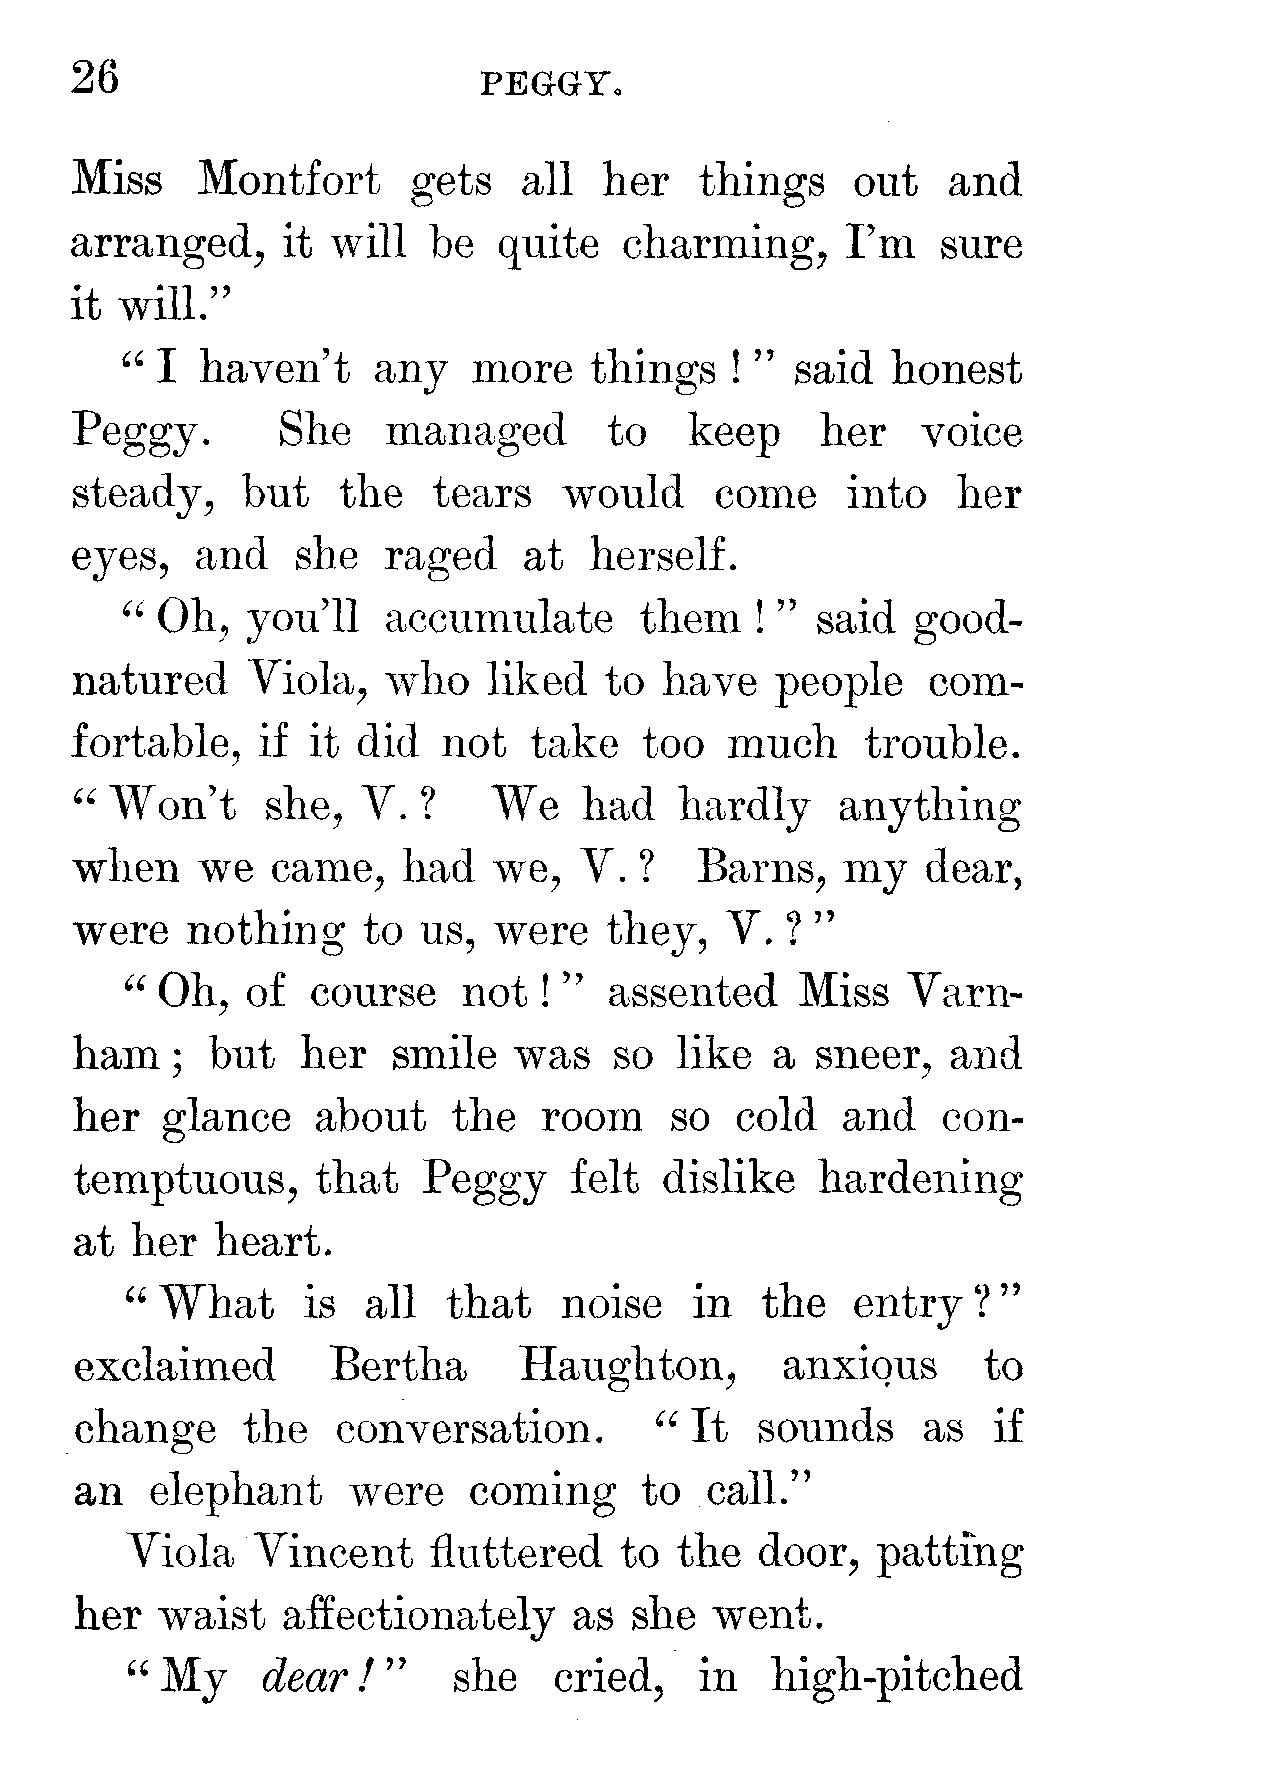 26 PEGGY.
Miss Montfort gets all her things out and
arranged, it will be quite charming, I'm sure
it will."
" I haven't any more things ! " said honest
Peggy. She managed to keep her voice
steady, but the tears would come into her
eyes, and she raged at herself.
" Oh, you'll accumulate them ! " said good-
natured Viola, who liked to have people com-
fortable, if it did not take too much trouble.
" Won't she, V. ? We had hardly anything
when we came, had we, V. ? Barns, my dear,
were nothing to us, were they, V. ? "
" Oh, of course not ! " assented Miss Varn-
ham ; but her smile was so like a sneer, and
her glance about the room so cold and con-
temptuous, that Peggy felt dislike hardening
at her heart.
" What is all that noise in the entry ? "
exclaimed Bertha Haughton, anxious to
change the conversation. " It sounds as if
an elephant were coming to call."
Viola Vincent fluttered to the door, patting
her waist affectionately as she went.
" My dear ! " she cried, in high-pitched